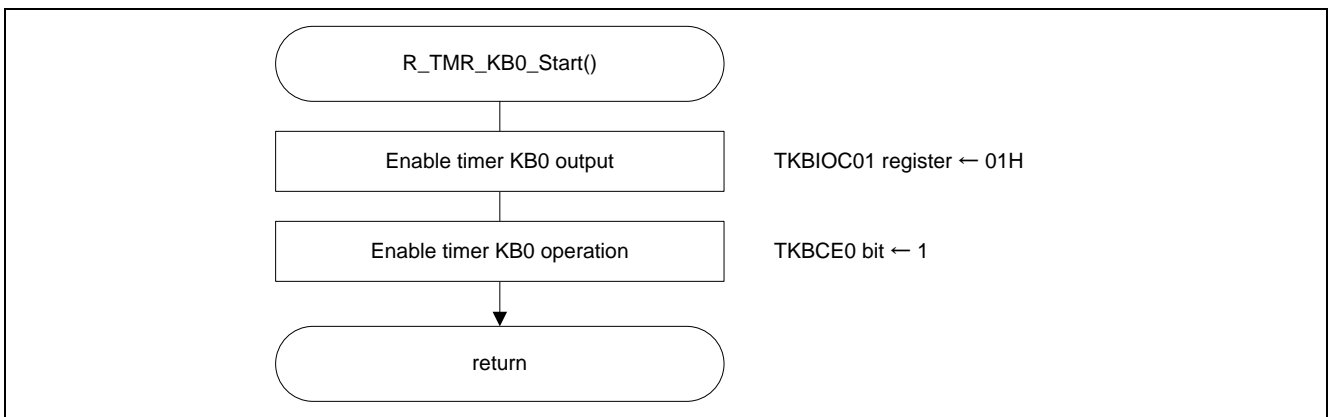 R_TMR_KB0_Start()
Enable timer KB0 output
TKBIOC01 register ← 01H
Enable timer KB0 operation
TKBCE0 bit ← 1
return